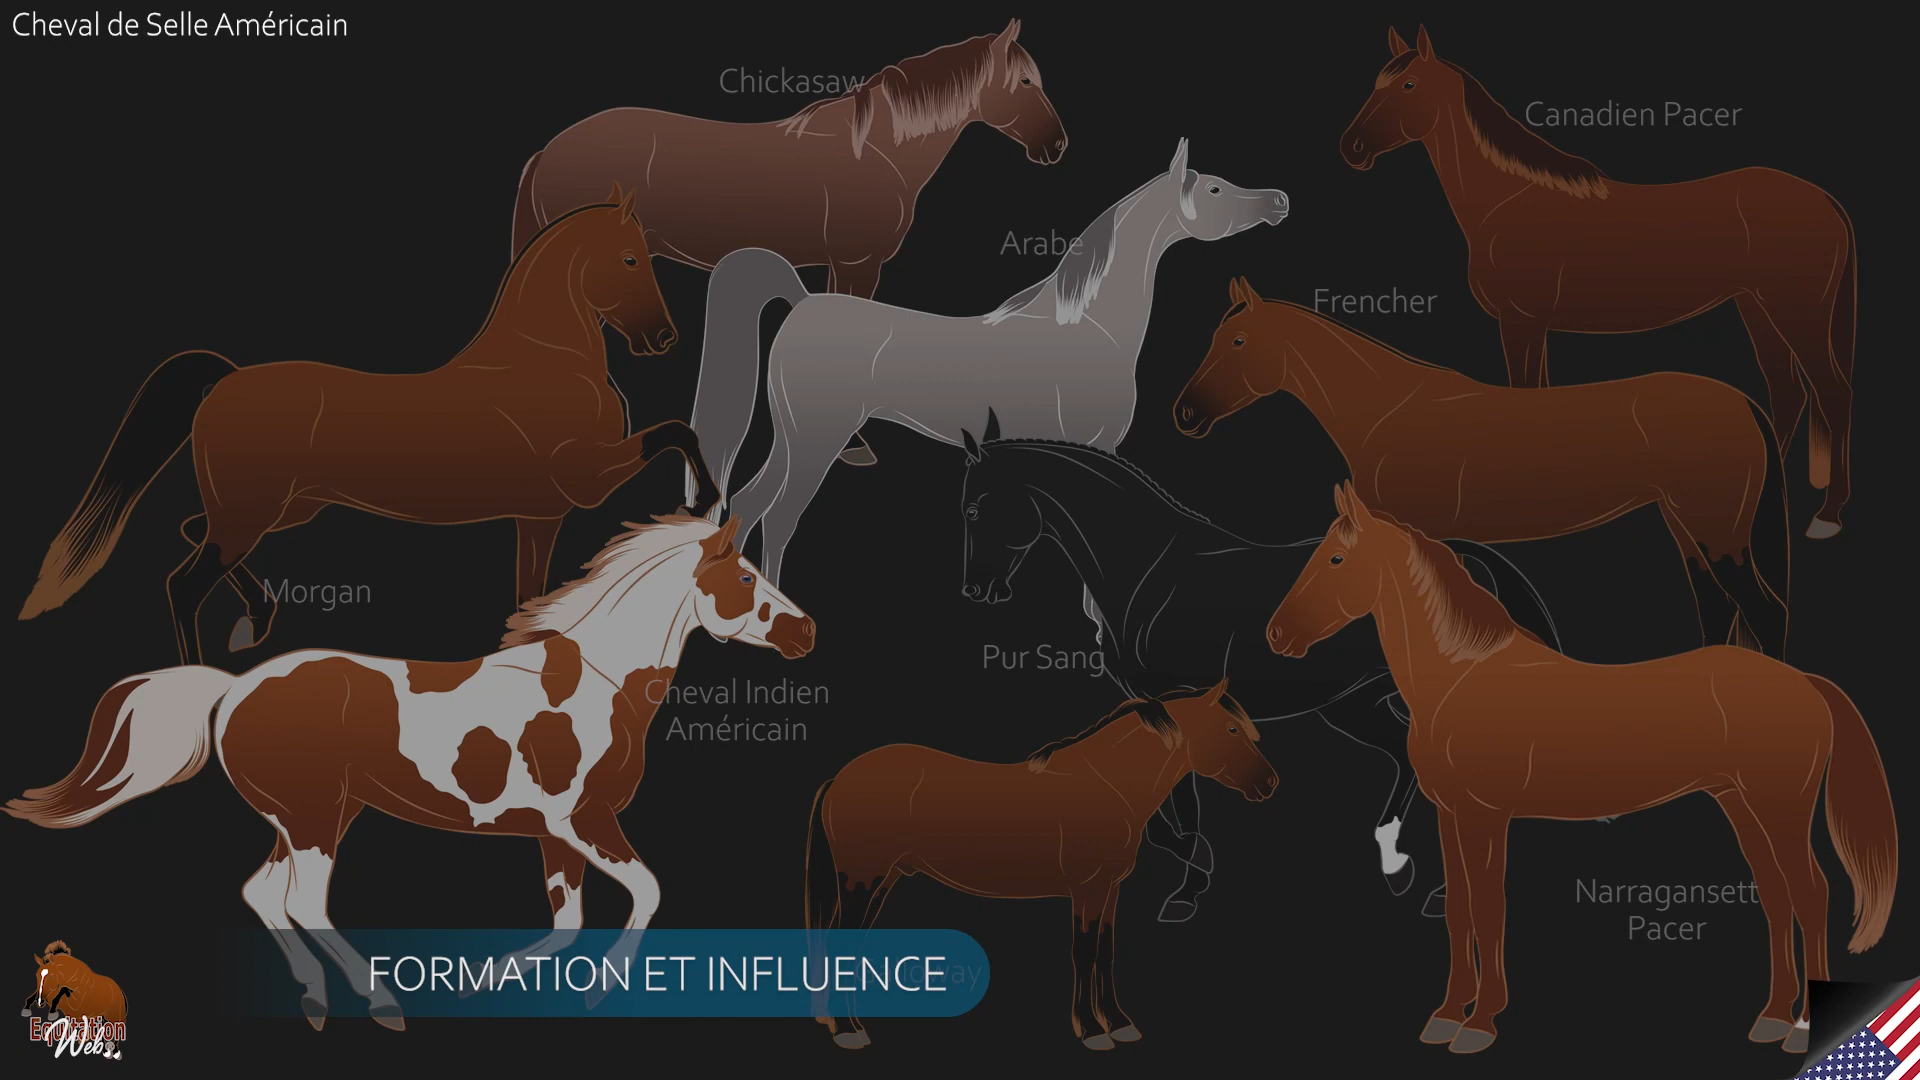 Cheval de Selle Américain
Chickasaw
Canadien Pacer
Arabe
Frencher
Morgan
Pur Sang
Cheval Indien
Américain
Narragansett
Pacer
FORMATION ET INFLUENCE
Equitation
Webs